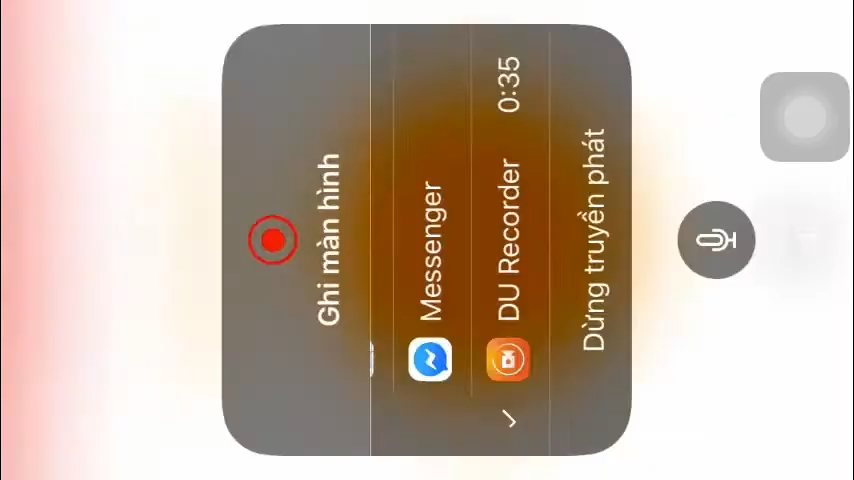 Ghi màn hình
Messenger
DU Recorder 0:35
Dừng truyền phát